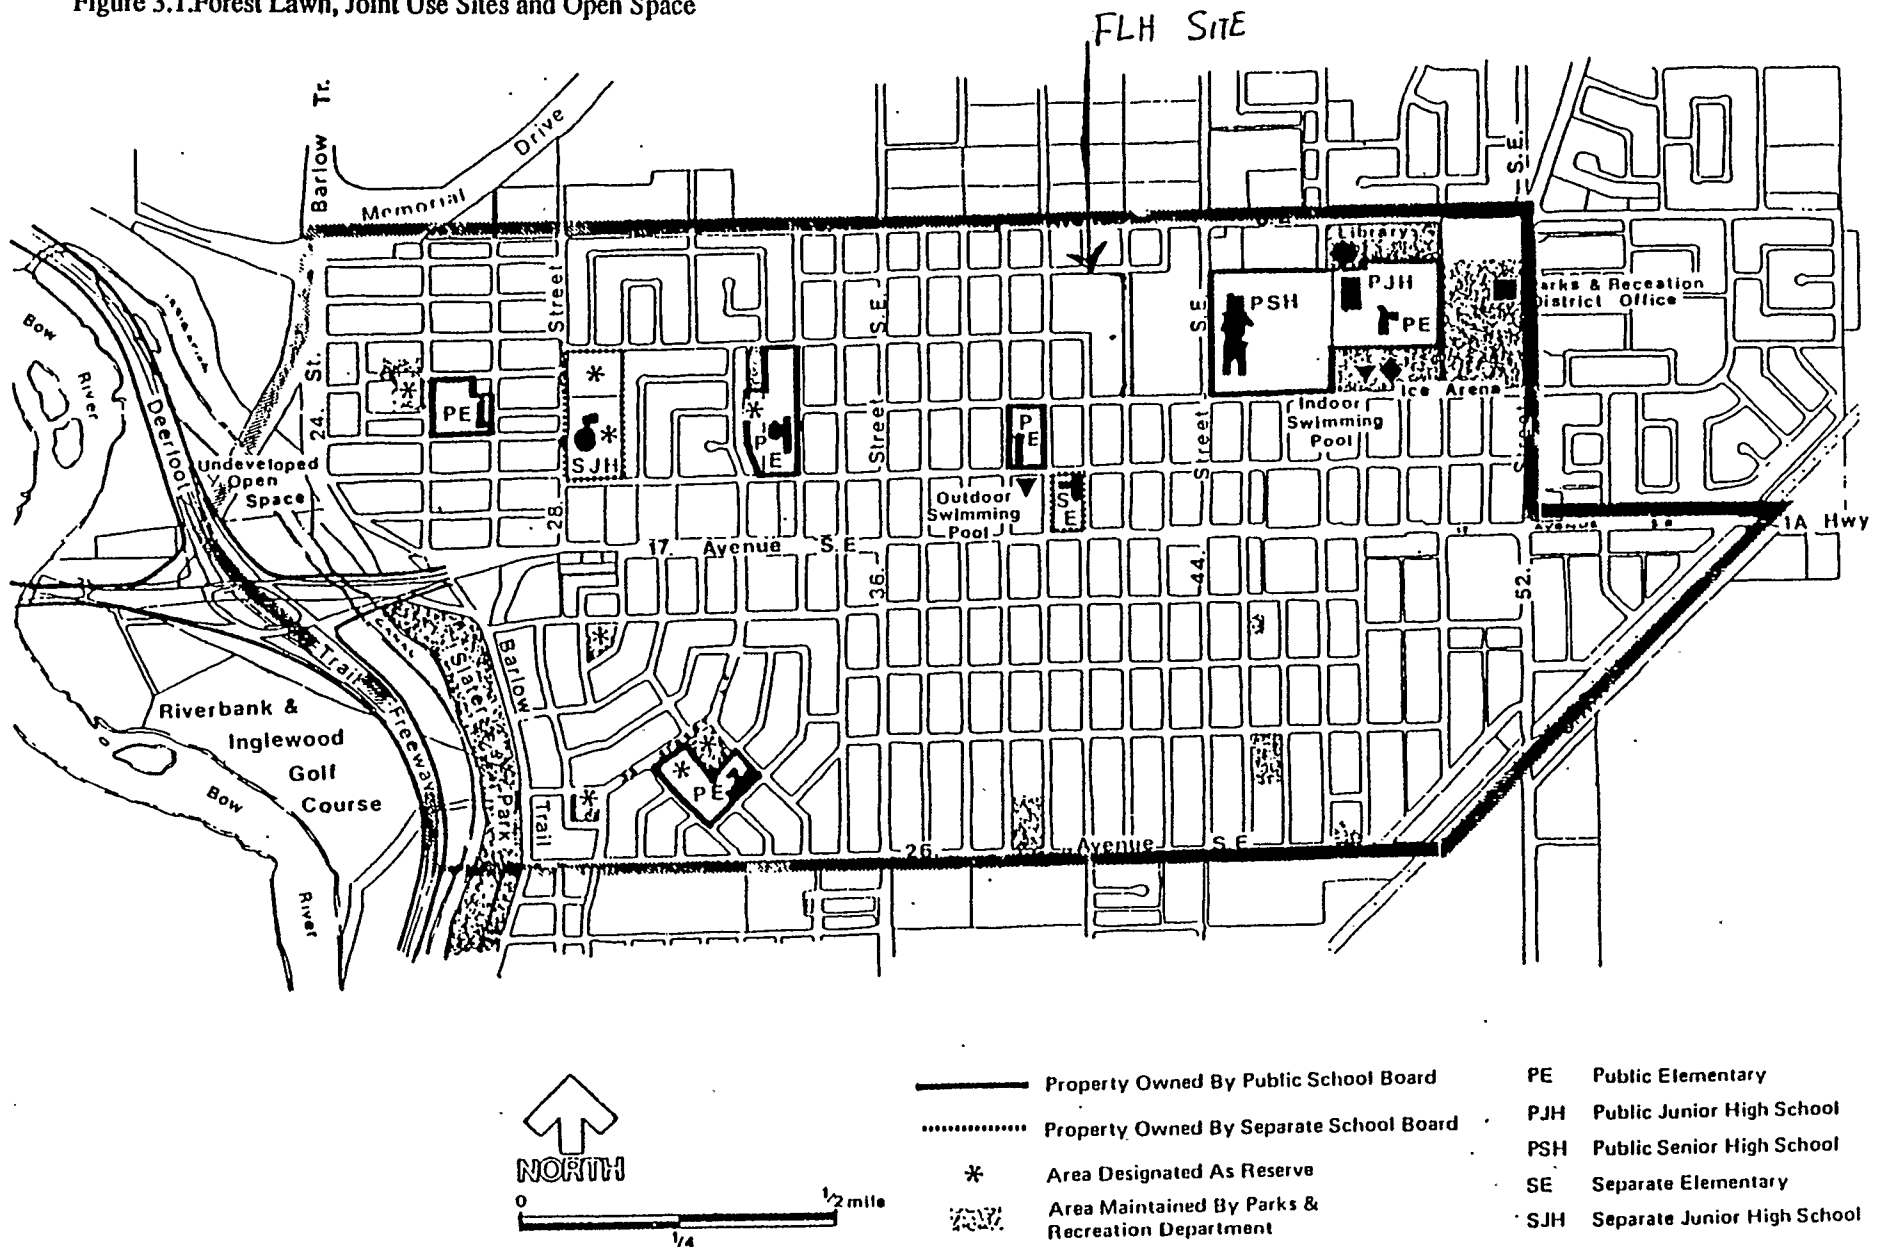 Figure 3.1.Forest Lawn, Joint Use Sites and Open Space
FLH SITE
Barlow Tr.
Memorial Drive
S.E.
Library
PJH
PSH
PE
Parks & Receation
District Office
Ice Arena
Indoor
Swimming
Pool
Bow
River
Deerfoot
24. St.
Street
28.
PE
SJH
PE
S.E
Street
36.
PE
SE
S.E
Street
44.
Street
52.
Undeveloped
Open
Space
Outdoor
Swimming
Pool
17. Avenue S E
Avenue S E
1A Hwy
Canal
Trail
Freeway
Slater Park
Barlow
Trail
Riverbank &
Inglewood
Golf
Course
Bow
River
PE
26. Avenue S E
NORTH
0 1/2 mile
1/4
Property Owned By Public School Board
Property Owned By Separate School Board
Area Designated As Reserve
Area Maintained By Parks &
Recreation Department
PE Public Elementary
PJH Public Junior High School
PSH Public Senior High School
SE Separate Elementary
SJH Separate Junior High School